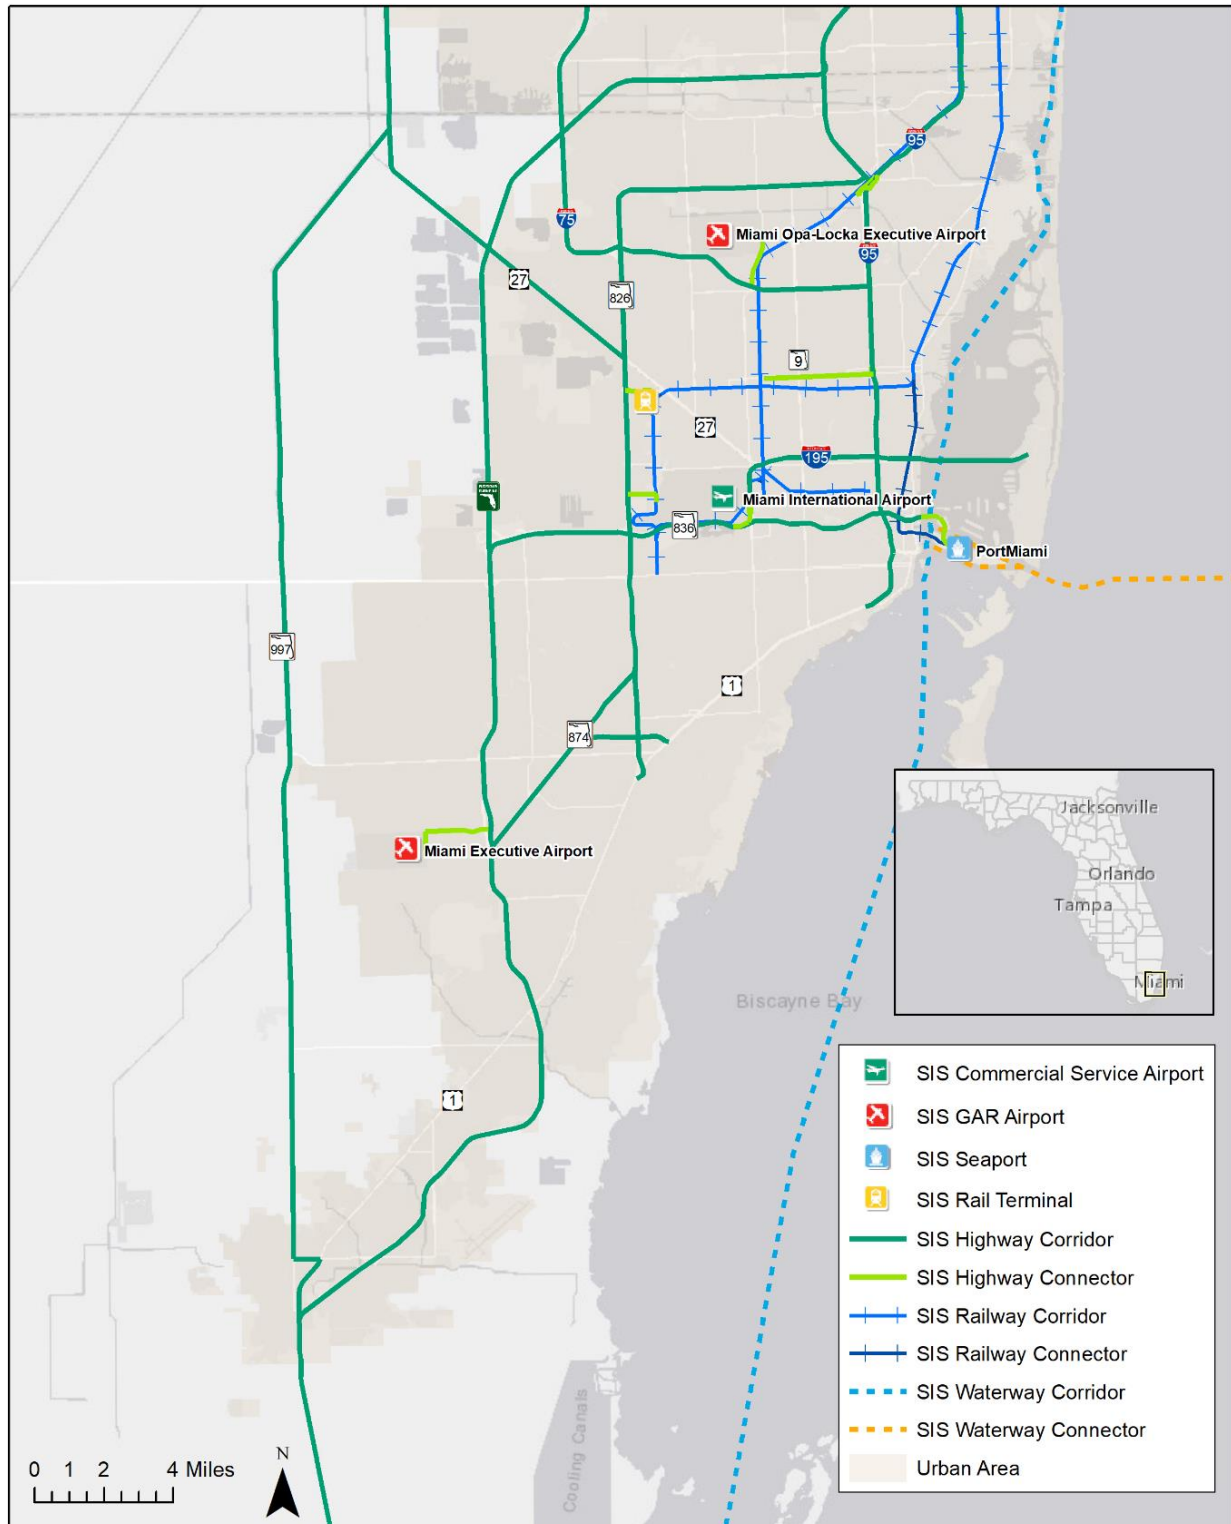 95
75
Miami Opa-Locka Executive Airport
95
27
826
9
27
195
Miami International Airport
836
PortMiami
997
1
874
Miami Executive Airport
Jacksonville
Orlando
Tampa
Miami
Biscayne Bay
1
SIS Commercial Service Airport
SIS GAR Airport
SIS Seaport
SIS Rail Terminal
SIS Highway Corridor
SIS Highway Connector
SIS Railway Corridor
SIS Railway Connector
SIS Waterway Corridor
SIS Waterway Connector
Urban Area
Cooling Canals
N
0 1 2 4 Miles